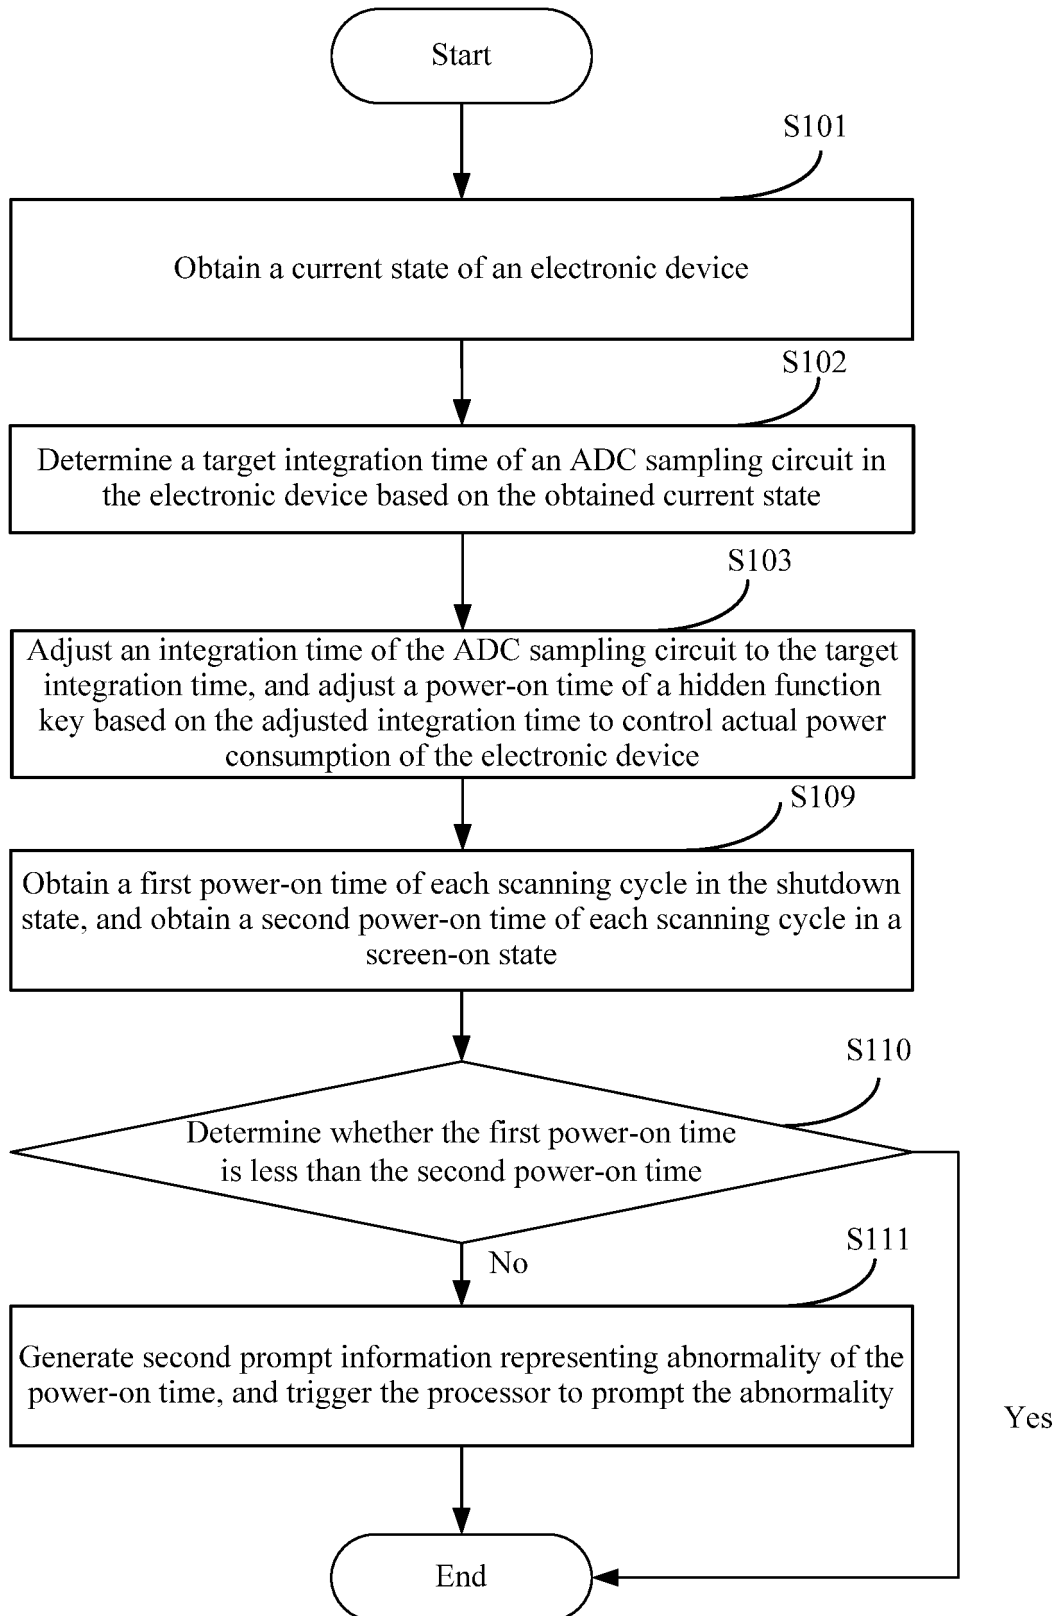 Start
S101
Obtain a current state of an electronic device
S102
Determine a target integration time of an ADC sampling circuit in
the electronic device based on the obtained current state
S103
Adjust an integration time of the ADC sampling circuit to the target
integration time, and adjust a power-on time of a hidden function
key based on the adjusted integration time to control actual power
consumption of the electronic device
S109
Obtain a first power-on time of each scanning cycle in the shutdown
state, and obtain a second power-on time of each scanning cycle in a
screen-on state
S110
Determine whether the first power-on time
is less than the second power-on time
No
S111
Generate second prompt information representing abnormality of the
power-on time, and trigger the processor to prompt the abnormality
Yes
End